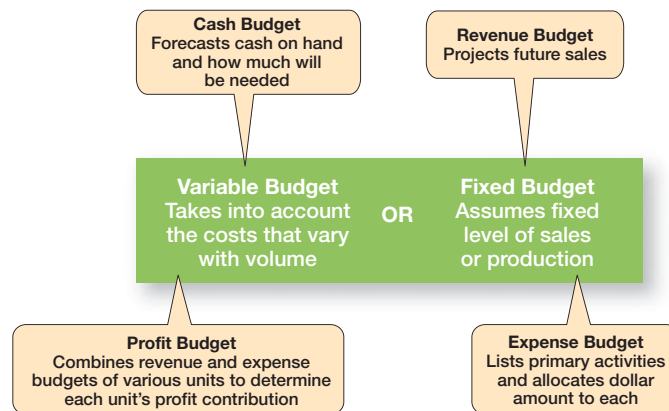 Cash Budget
Forecasts cash on hand
and how much will
be needed
Revenue Budget
Projects future sales
Variable Budget
Takes into account
the costs that vary
with volume
OR
Fixed Budget
Assumes fixed
level of sales
or production
Profit Budget
Combines revenue and expense
budgets of various units to determine
each unit’s profit contribution
Expense Budget
Lists primary activities
and allocates dollar
amount to each